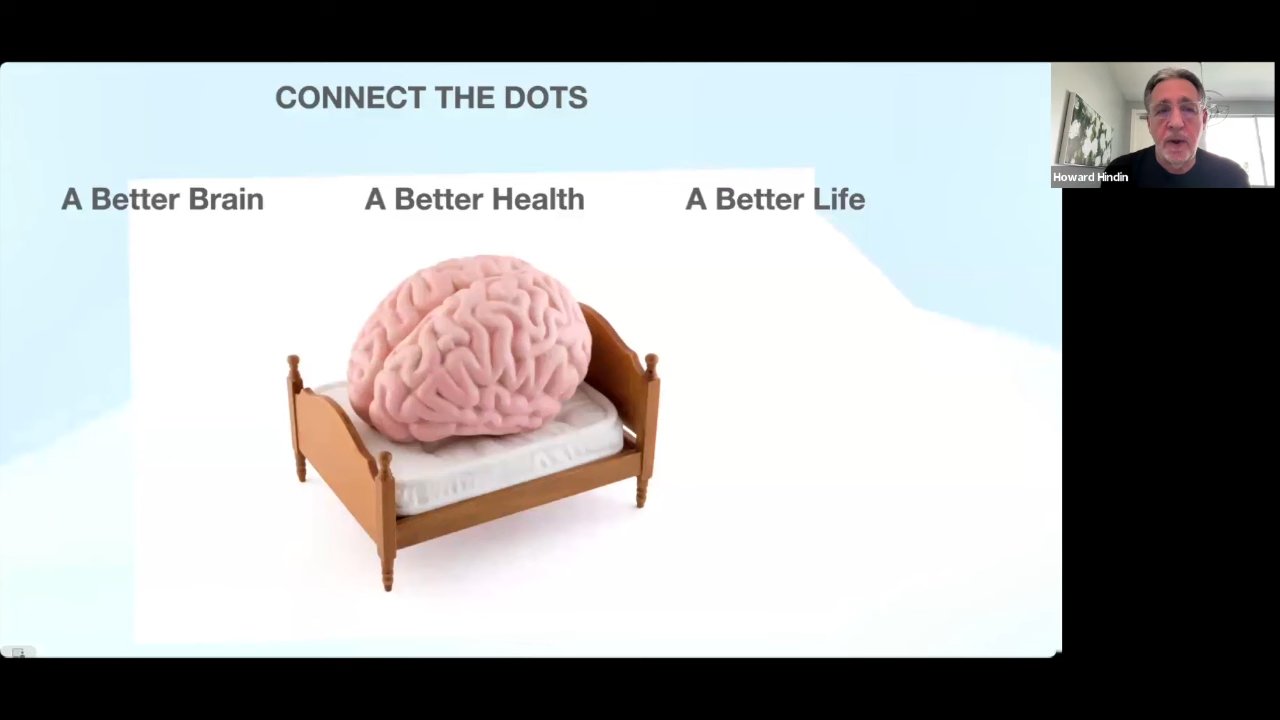 CONNECT THE DOTS
A Better Brain A Better Health A Better Life
Howard Hindin